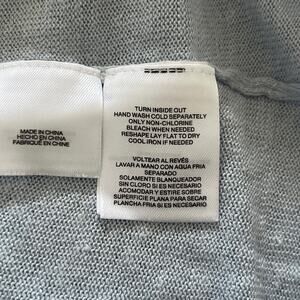 MADE IN CHINA
HECHO EN CHINA
FABRIQUÉ EN CHINE
TURN INSIDE OUT
HAND WASH COLD SEPARATELY
ONLY NON-CHLORINE
BLEACH WHEN NEEDED
RESHAPE LAY FLAT TO DRY
COOL IRON IF NEEDED
VOLTEAR AL REVÉS
LAVAR A MANO CON AGUA FRIA
SEPARADO
SOLAMENTE BLANQUEADOR
SIN CLORO SI ES NECESARIO
ACOMODAR Y ESTIRE SOBRE
SUPERFICIE PLANA PARA SECAR
PLANCHA FRIA SI ES NECESARIO